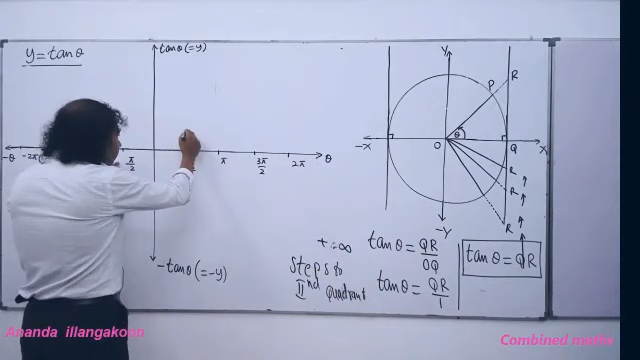 y=tanθ
tanθ(=y)
-θ -2π π/2 π 3π/2 2π θ
-tanθ(=-y)
Y
P R
θ
-X O Q X
R
R
R
-Y
+=∞
Steps to
IInd Quadrant
tanθ = QR/OQ
tanθ = QR/1
tanθ = QR
Ananda illangakoon
Combined maths